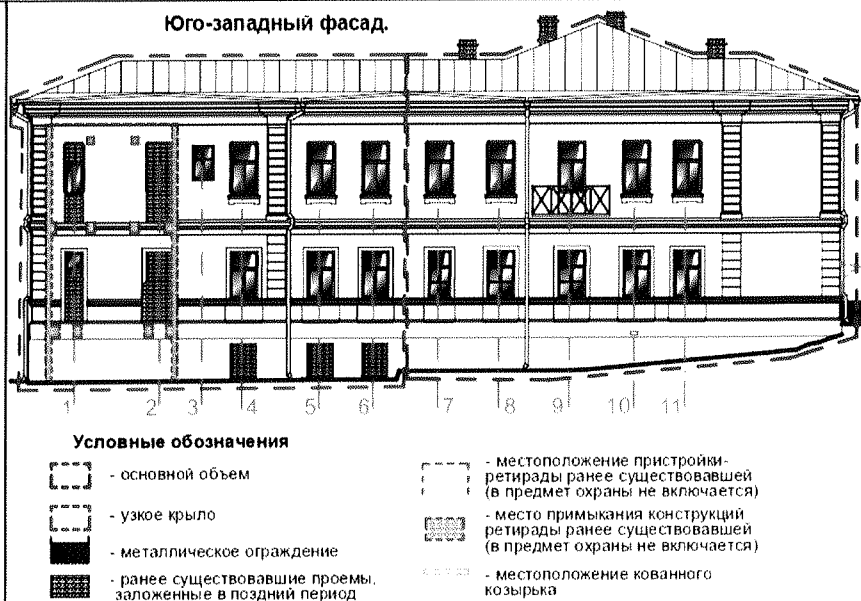 Юго-западный фасад.
1 2 3 4 5 6 7 8 9 10 11
Условные обозначения
- основной объем
- узкое крыло
- металлическое ограждение
- ранее существовавшие проемы,
заложенные в поздний период
- местоположение пристройки-
ретирады ранее существовавшей
(в предмет охраны не включается)
- место примыкания конструкций
ретирады ранее существовавшей
(в предмет охраны не включается)
- местоположение кованного
козырька